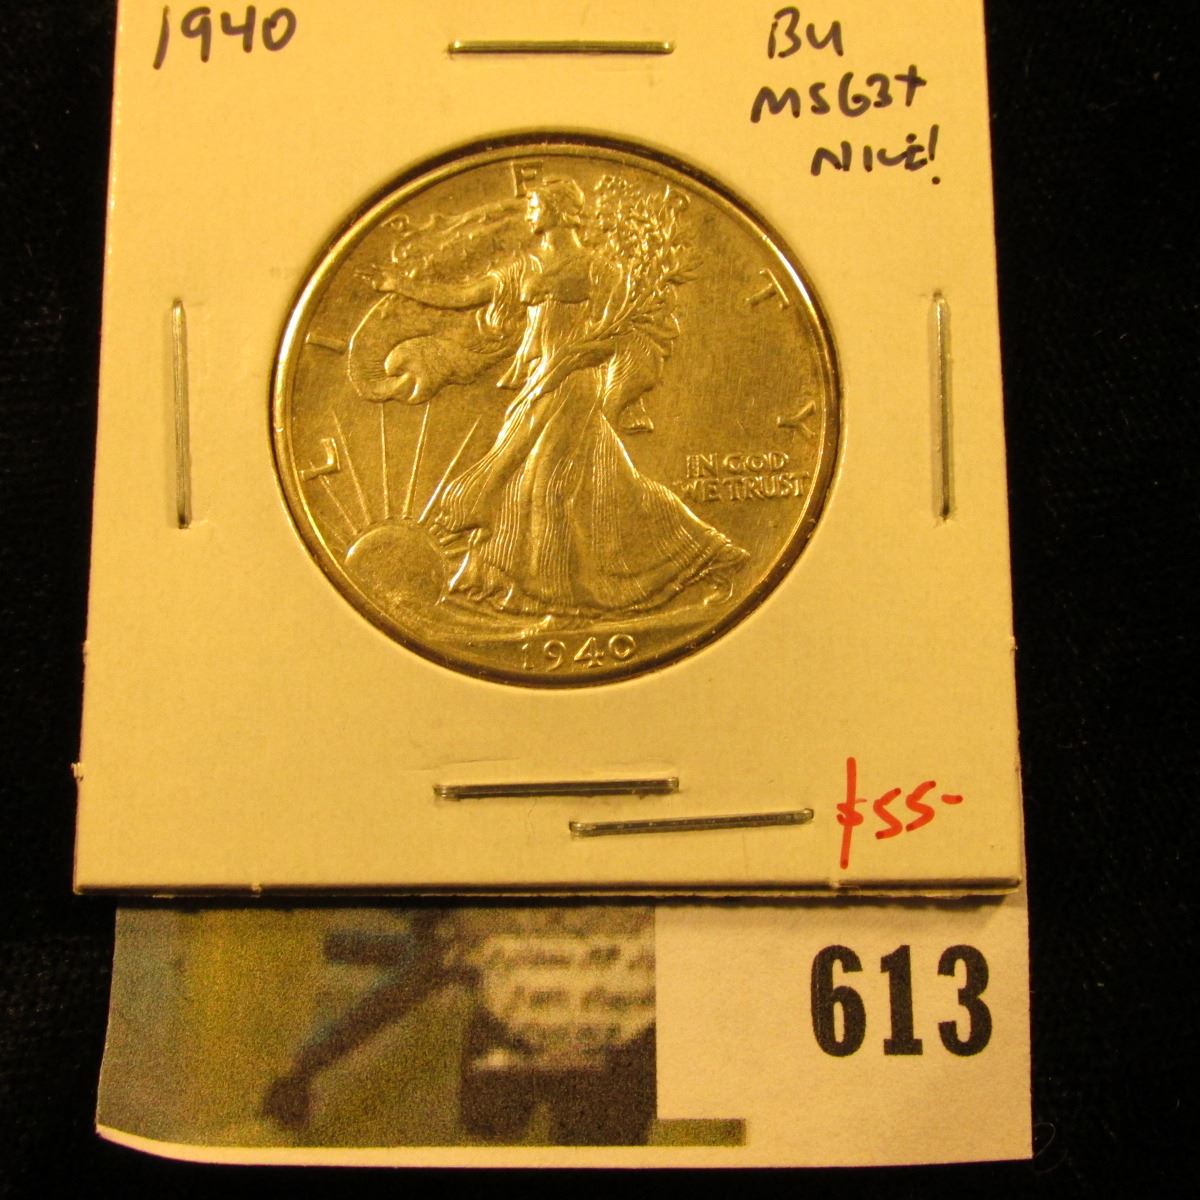 1940
BU
MS63+
NICE!
LIBERTY
IN GOD
WE TRUST
1940
$55-
613